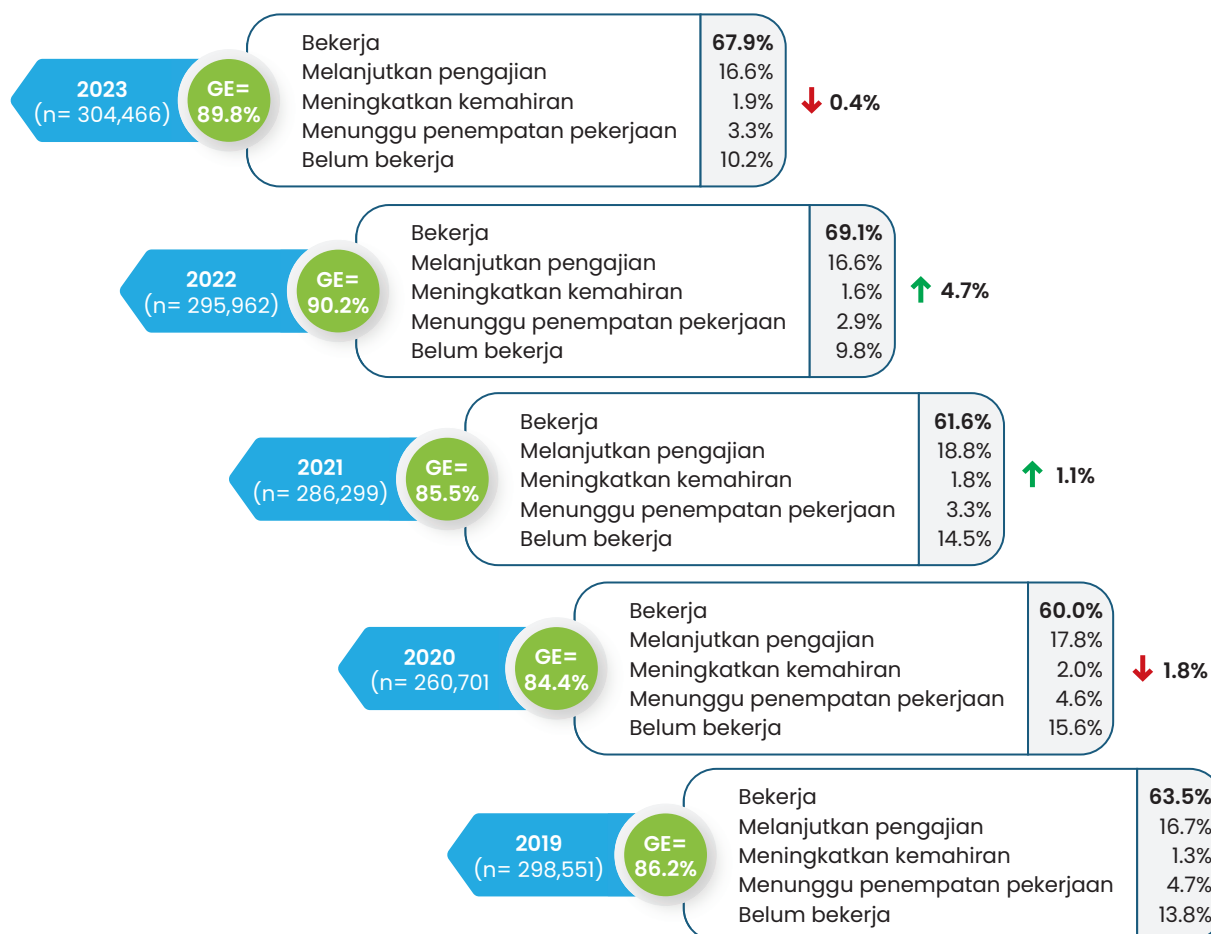 2023
(n= 304,466)
GE=
89.8%
Bekerja 67.9%
Melanjutkan pengajian 16.6%
Meningkatkan kemahiran 1.9%
Menunggu penempatan pekerjaan 3.3%
Belum bekerja 10.2%
0.4%
2022
(n= 295,962)
GE=
90.2%
Bekerja 69.1%
Melanjutkan pengajian 16.6%
Meningkatkan kemahiran 1.6%
Menunggu penempatan pekerjaan 2.9%
Belum bekerja 9.8%
4.7%
2021
(n= 286,299)
GE=
85.5%
Bekerja 61.6%
Melanjutkan pengajian 18.8%
Meningkatkan kemahiran 1.8%
Menunggu penempatan pekerjaan 3.3%
Belum bekerja 14.5%
1.1%
2020
(n= 260,701
GE=
84.4%
Bekerja 60.0%
Melanjutkan pengajian 17.8%
Meningkatkan kemahiran 2.0%
Menunggu penempatan pekerjaan 4.6%
Belum bekerja 15.6%
1.8%
2019
(n= 298,551)
GE=
86.2%
Bekerja 63.5%
Melanjutkan pengajian 16.7%
Meningkatkan kemahiran 1.3%
Menunggu penempatan pekerjaan 4.7%
Belum bekerja 13.8%